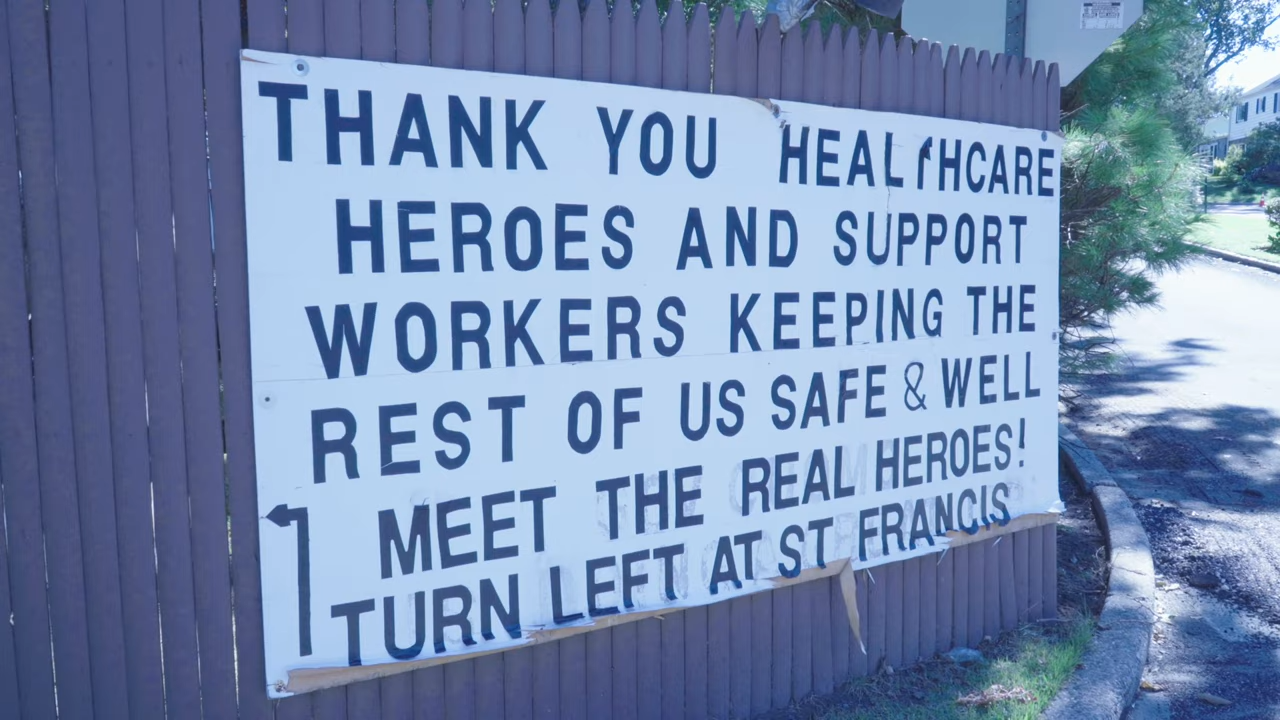 THANK YOU HEALTHCARE
HEROES AND SUPPORT
WORKERS KEEPING THE
REST OF US SAFE & WELL
MEET THE REAL HEROES!
TURN LEFT AT ST FRANCIS